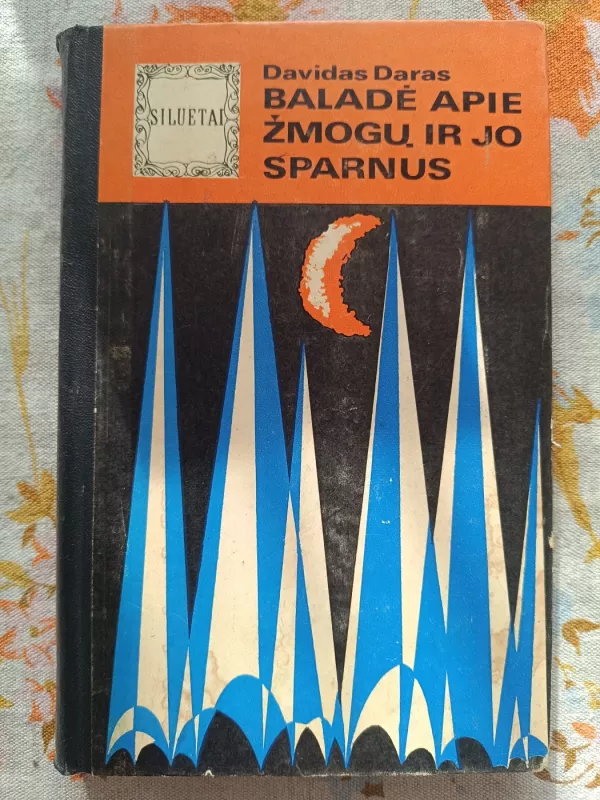 SILUETAI
Davidas Daras
BALADĖ APIE
ŽMOGŲ IR JO
SPARNUS